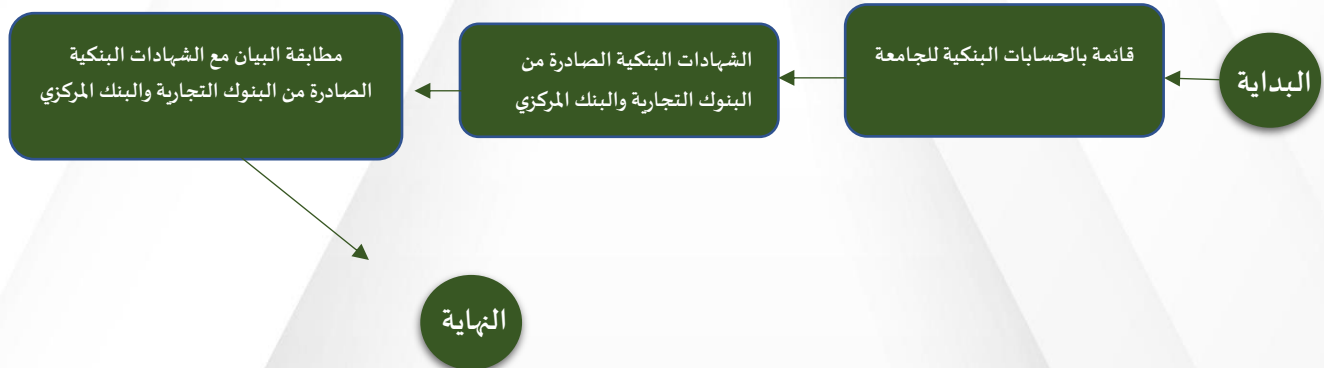 البداية
قائمة بالحسابات البنكية للجامعة
الشهادات البنكية الصادرة من
البنوك التجارية والبنك المركزي
مطابقة البيان مع الشهادات البنكية
الصادرة من البنوك التجارية والبنك المركزي
النهاية